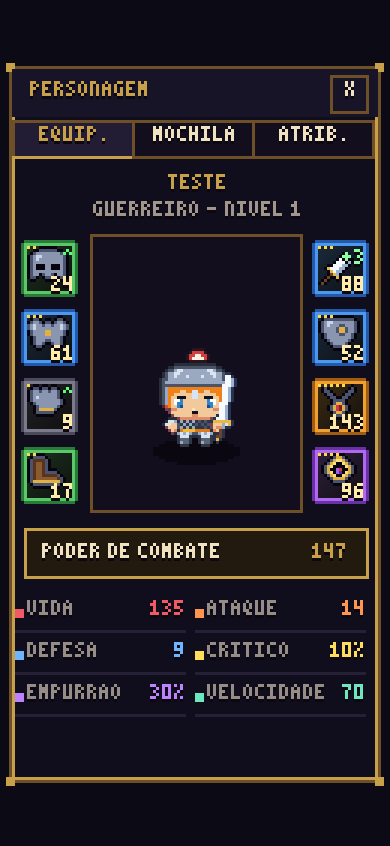 PERSONAGEM X
EQUIP. MOCHILA ATRIB.
TESTE
GUERREIRO - NIVEL 1
24 +3 88
61 52
9 143
17 96
PODER DE COMBATE 147
VIDA 135 ATAQUE 14
DEFESA 9 CRITICO 10%
EMPURRAO 30% VELOCIDADE 70